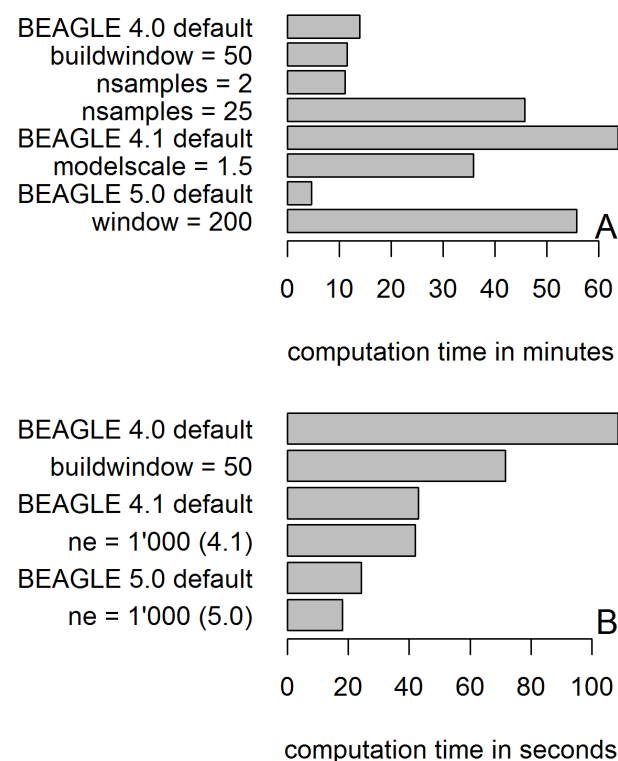 BEAGLE 4.0 default
buildwindow = 50
nsamples = 2
nsamples = 25
BEAGLE 4.1 default
modelscale = 1.5
BEAGLE 5.0 default
window = 200
A
0 10 20 30 40 50 60
computation time in minutes
BEAGLE 4.0 default
buildwindow = 50
BEAGLE 4.1 default
ne = 1'000 (4.1)
BEAGLE 5.0 default
ne = 1'000 (5.0)
B
0 20 40 60 80 100
computation time in seconds